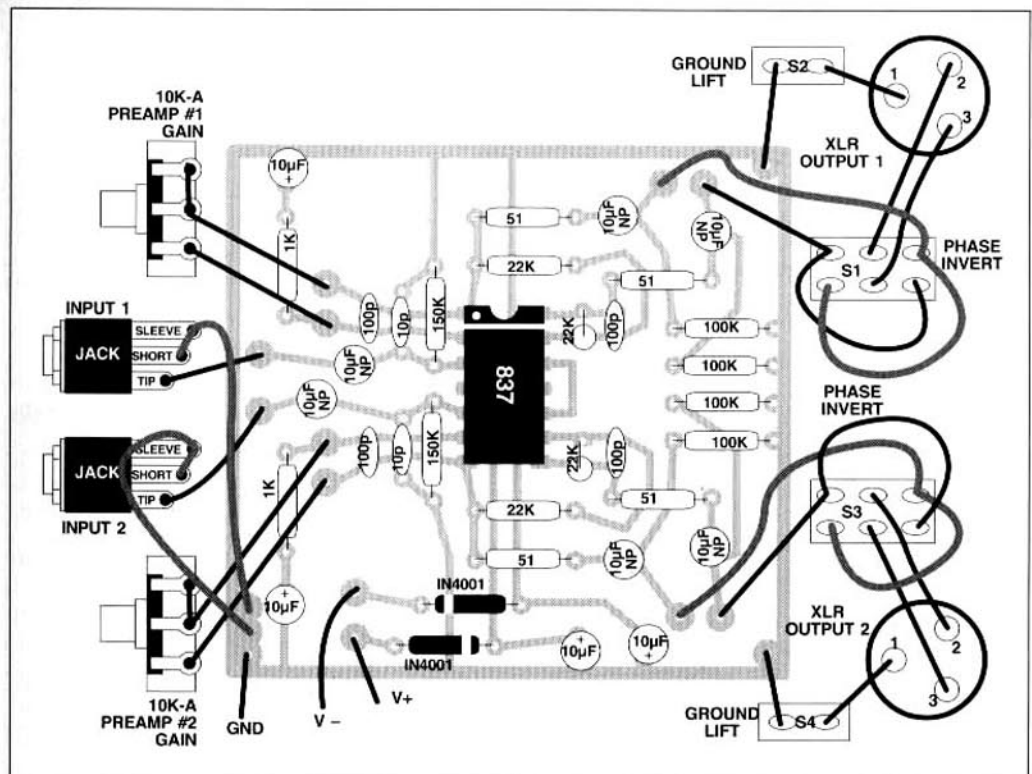 GROUND
LIFT
S2
1
2
3
XLR
OUTPUT 1
10K-A
PREAMP #1
GAIN
10µF
+
1K
51
10µF
NP
10µF
NP
22K
51
PHASE
INVERT
S1
INPUT 1
JACK
SLEEVE
SHORT
TIP
100p
10p
150K
22K
100p
100K
10µF
NP
837
100K
10µF
NP
100K
PHASE
INVERT
INPUT 2
JACK
SLEEVE
SHORT
TIP
100p
10p
150K
22K
100p
100K
1K
51
22K
S3
51
10µF
NP
10µF
NP
IN4001
+
10µF
IN4001
+
10µF
10µF
+
XLR
OUTPUT 2
1
2
3
10K-A
PREAMP #2
GAIN
GND
V –
V+
GROUND
LIFT
S4